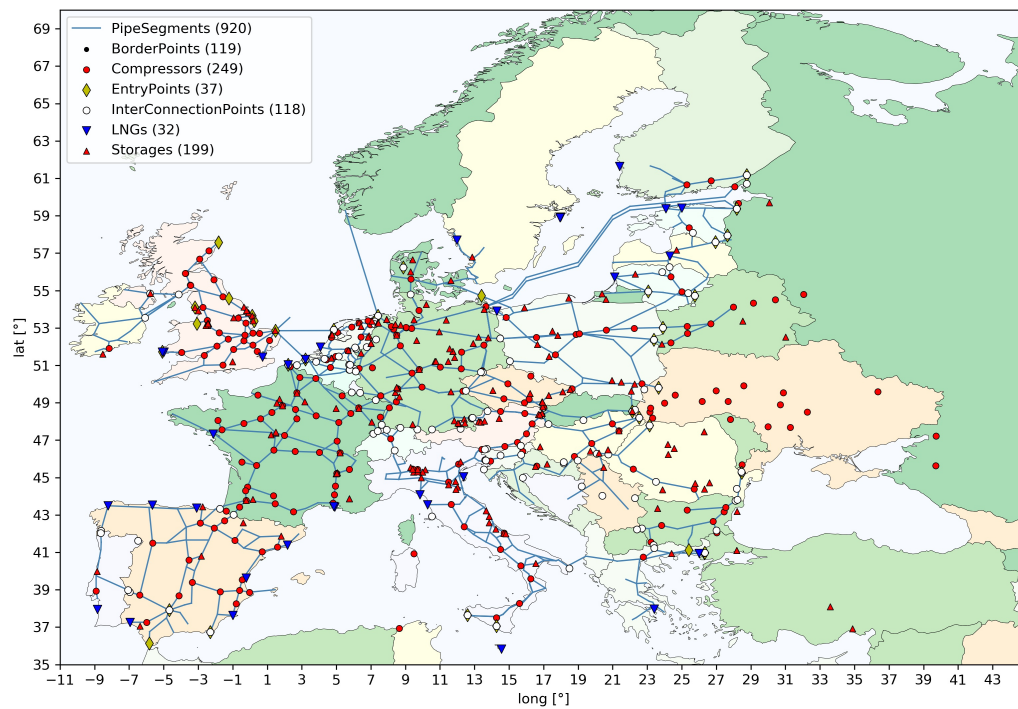 PipeSegments (920)
BorderPoints (119)
Compressors (249)
EntryPoints (37)
InterConnectionPoints (118)
LNGs (32)
Storages (199)
69
67
65
63
61
59
57
55
53
51
49
47
45
43
41
39
37
35
lat [°]
−11 −9 −7 −5 −3 −1 1 3 5 7 9 11 13 15 17 19 21 23 25 27 29 31 33 35 37 39 41 43
long [°]